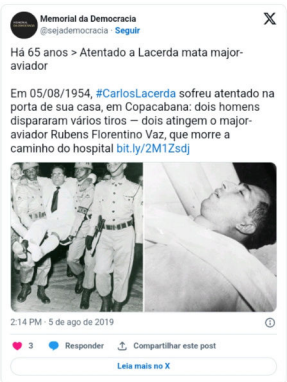 Memorial da Democracia
@sejademocracia · Seguir
Há 65 anos > Atentado a Lacerda mata major-
aviador
Em 05/08/1954, #CarlosLacerda sofreu atentado na
porta de sua casa, em Copacabana: dois homens
dispararam vários tiros — dois atingem o major-
aviador Rubens Florentino Vaz, que morre a
caminho do hospital bit.ly/2M1Zsdj
2:14 PM · 5 de ago de 2019
3 Responder Compartilhar este post
Leia mais no X